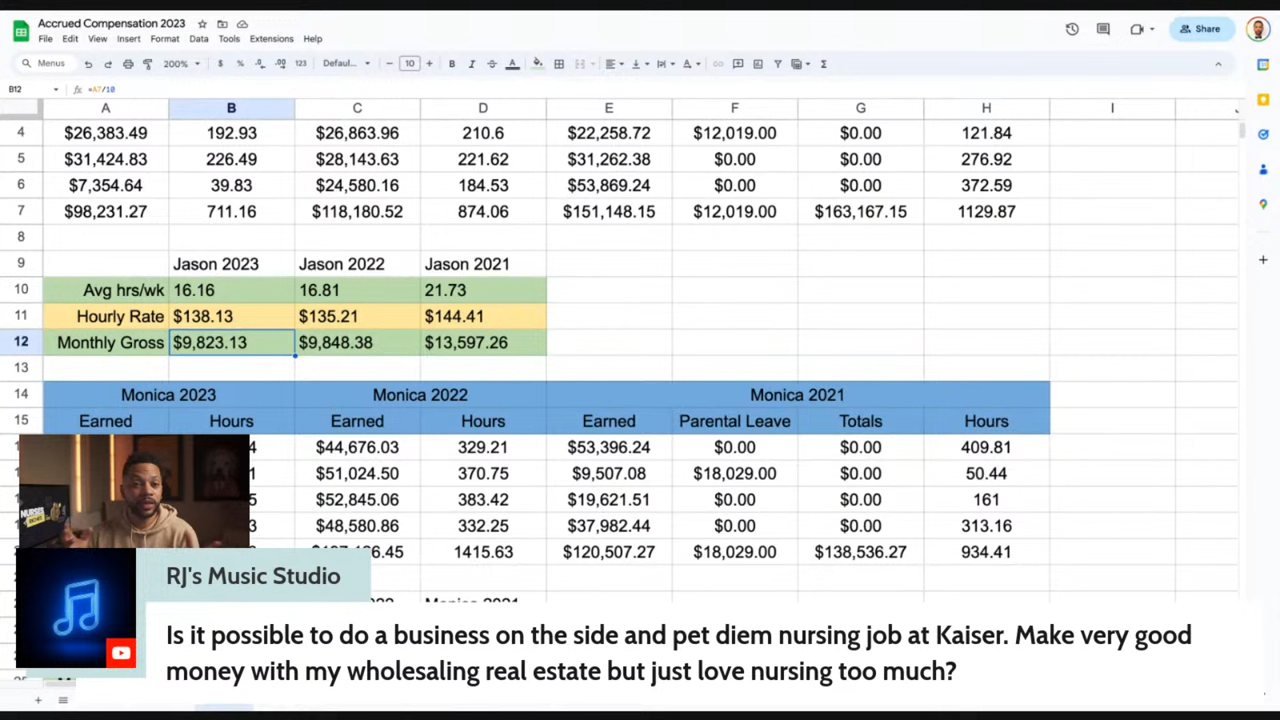 Accrued Compensation 2023
File Edit View Insert Format Data Tools Extensions Help
Share
Menus 200% $ % .0 .00 123 Defaul... − 10 + B I A Σ
B12 fx =A7/10
A B C D E F G H I
4 $26,383.49 192.93 $26,863.96 210.6 $22,258.72 $12,019.00 $0.00 121.84
5 $31,424.83 226.49 $28,143.63 221.62 $31,262.38 $0.00 $0.00 276.92
6 $7,354.64 39.83 $24,580.16 184.53 $53,869.24 $0.00 $0.00 372.59
7 $98,231.27 711.16 $118,180.52 874.06 $151,148.15 $12,019.00 $163,167.15 1129.87
8
9 Jason 2023 Jason 2022 Jason 2021
10 Avg hrs/wk 16.16 16.81 21.73
11 Hourly Rate $138.13 $135.21 $144.41
12 Monthly Gross $9,823.13 $9,848.38 $13,597.26
13
14 Monica 2023 Monica 2022 Monica 2021
15 Earned Hours Earned Hours Earned Parental Leave Totals Hours
4 $44,676.03 329.21 $53,396.24 $0.00 $0.00 409.81
1 $51,024.50 370.75 $9,507.08 $18,029.00 $0.00 50.44
5 $52,845.06 383.42 $19,621.51 $0.00 $0.00 161
3 $48,580.86 332.25 $37,982.44 $0.00 $0.00 313.16
6.45 1415.63 $120,507.27 $18,029.00 $138,536.27 934.41
RJ's Music Studio
Is it possible to do a business on the side and pet diem nursing job at Kaiser. Make very good
money with my wholesaling real estate but just love nursing too much?